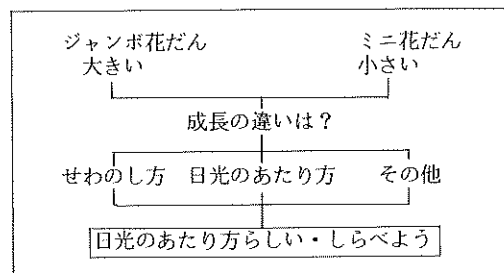 ジャンボ花だん ミニ花だん
大きい 小さい
成長の違いは？
せわのし方 日光のあたり方 その他
日光のあたり方らしい・しらべよう